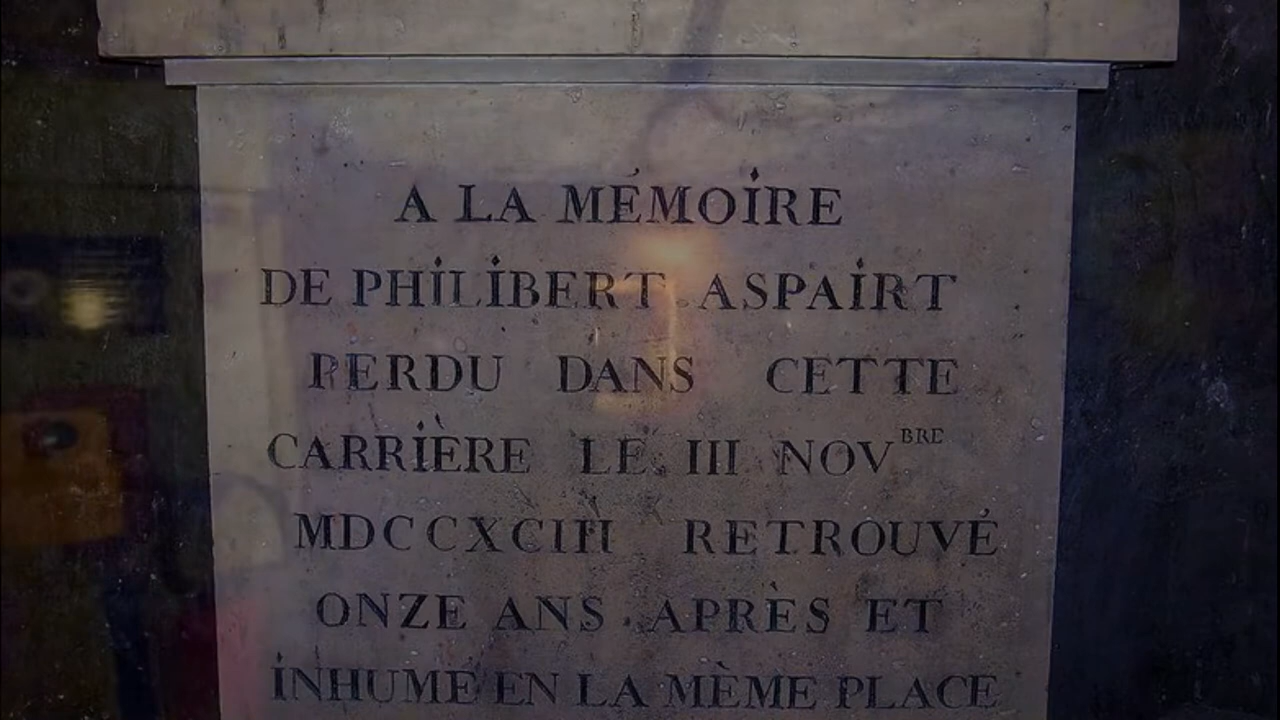 A LA MÉMOIRE
DE PHILIBERT ASPAIRT
PERDU DANS CETTE
CARRIÈRE LE III NOVBRE
MDCCXCIII RETROUVÉ
ONZE ANS APRÈS ET
INHUMÉ EN LA MÈME PLACE